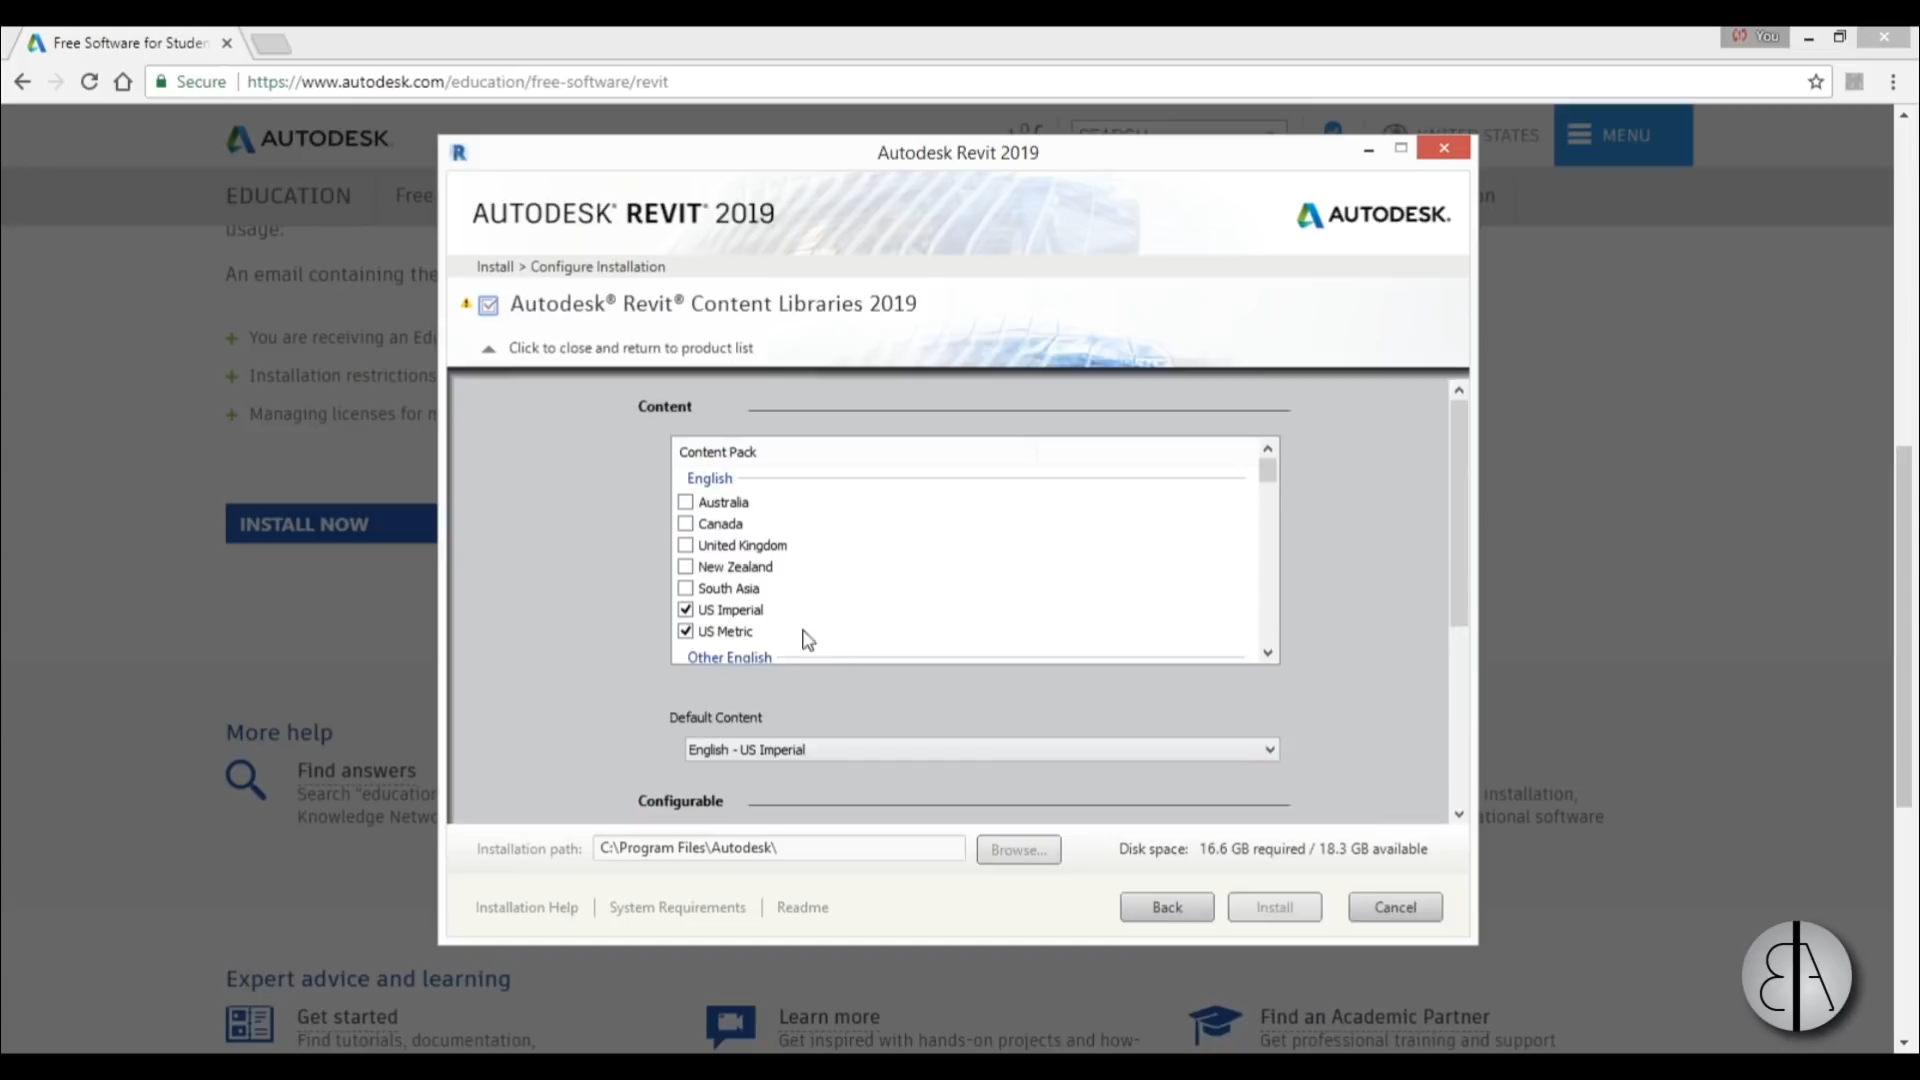 Free Software for Studen
You
Secure
https://www.autodesk.com/education/free-software/revit
AUTODESK
SEARCH
UNITED STATES
MENU
EDUCATION
Free
usage:
An email containing the
You are receiving an Edu
Installation restrictions
Managing licenses for m
INSTALL NOW
Autodesk Revit 2019
AUTODESK® REVIT® 2019
AUTODESK.
Install > Configure Installation
Autodesk® Revit® Content Libraries 2019
Click to close and return to product list
Content
Content Pack
English
Australia
Canada
United Kingdom
New Zealand
South Asia
US Imperial
US Metric
Other English
Default Content
English - US Imperial
Configurable
Installation path: C:\Program Files\Autodesk\
Browse...
Disk space: 16.6 GB required / 18.3 GB available
Installation Help | System Requirements | Readme
Back
Install
Cancel
More help
Find answers
Search "education
Knowledge Netwo
installation,
ational software
Expert advice and learning
Get started
Find tutorials, documentation,
Learn more
Get inspired with hands-on projects and how-
Find an Academic Partner
Get professional training and support